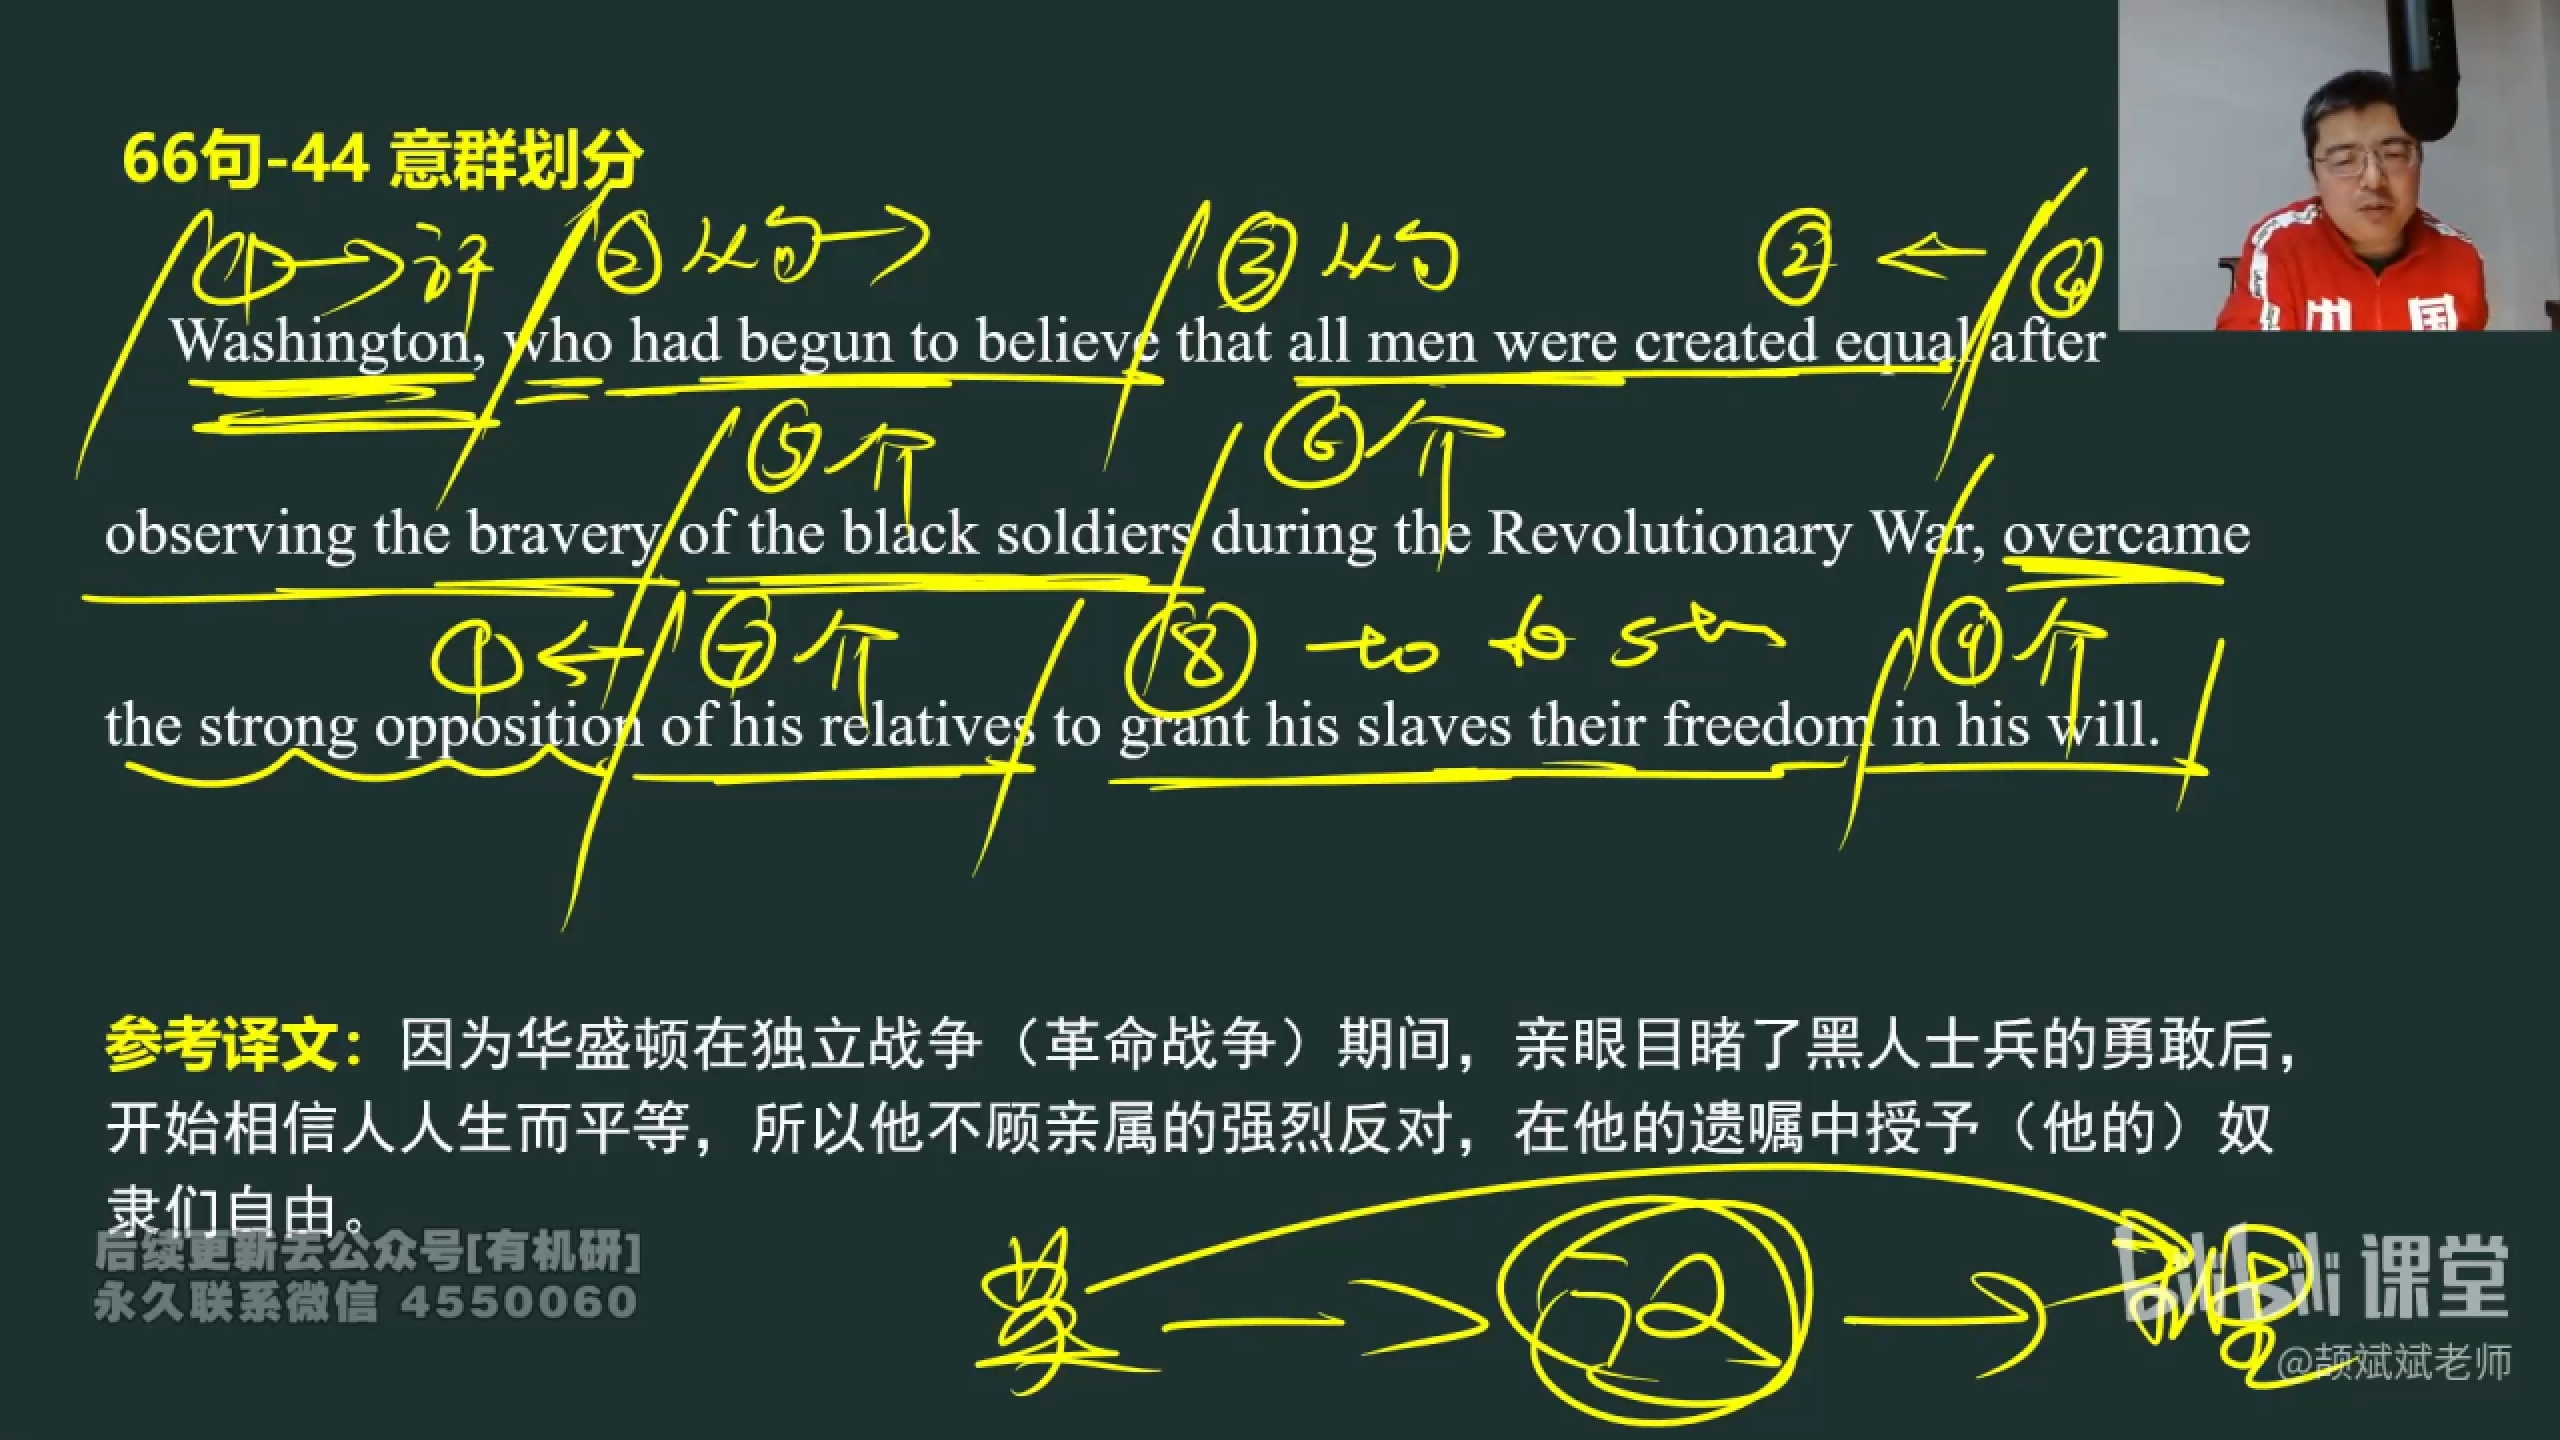 66句-44 意群划分
① 评 ② 从句 ③ 从句 ② ④
Washington, who had begun to believe that all men were created equal after
⑤ 介 ⑥ 介
observing the bravery of the black soldiers during the Revolutionary War, overcame
① ⑦ 介 ⑧ to do sth ⑨ 介
the strong opposition of his relatives to grant his slaves their freedom in his will.
参考译文：因为华盛顿在独立战争（革命战争）期间，亲眼目睹了黑人士兵的勇敢后，
开始相信人人生而平等，所以他不顾亲属的强烈反对，在他的遗嘱中授予（他的）奴
隶们自由。
后续更新去公众号[有机研]
永久联系微信 4550060
英
bilibili 课堂
@颉斌斌老师
中国